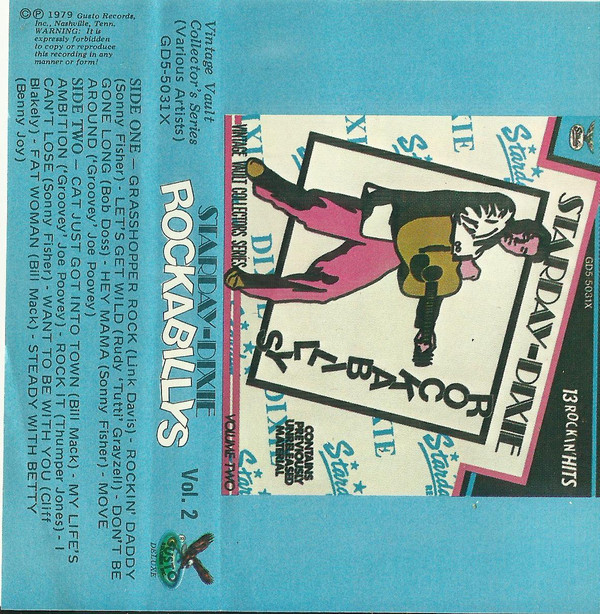 ℗© 1979 Gusto Records,
Inc., Nashville, Tenn.
WARNING: It is
expressly forbidden
to copy or reproduce
this recording in any
manner or form!
Vintage Vault
Collector's Series
(Various Artists)
GD5-5031X
SIDE ONE — GRASSHOPPER ROCK (Link Davis) - ROCKIN' DADDY
(Sonny Fisher) - LET'S GET WILD (Rudy 'Tutti' Grayzell) - DON'T BE
GONE LONG (Bob Doss) - HEY MAMA (Sonny Fisher) - MOVE
AROUND ('Groovey' Joe Poovey)
SIDE TWO — CAT JUST GOT INTO TOWN (Bill Mack) - MY LIFE'S
AMBITION ('Groovey' Joe Poovey) - ROCK IT (Thumper Jones) - I
CAN'T LOSE (Sonny Fisher) - WANT TO BE WITH YOU (Cliff
Blakely) - FAT WOMAN (Bill Mack) - STEADY WITH BETTY
(Benny Joy)
STARDAY-DIXIE
ROCKABILLYS
Vol. 2
GUSTO
DELUXE
GD5 5031X
STARDAY-DIXIE
13 ROCKIN' HITS
ROCKABILLYS
VINTAGE VAULT COLLECTORS SERIES
CONTAINS
PREVIOUSLY
UNRELEASED
MATERIAL
VOLUME TWO
Starday
DIXIE